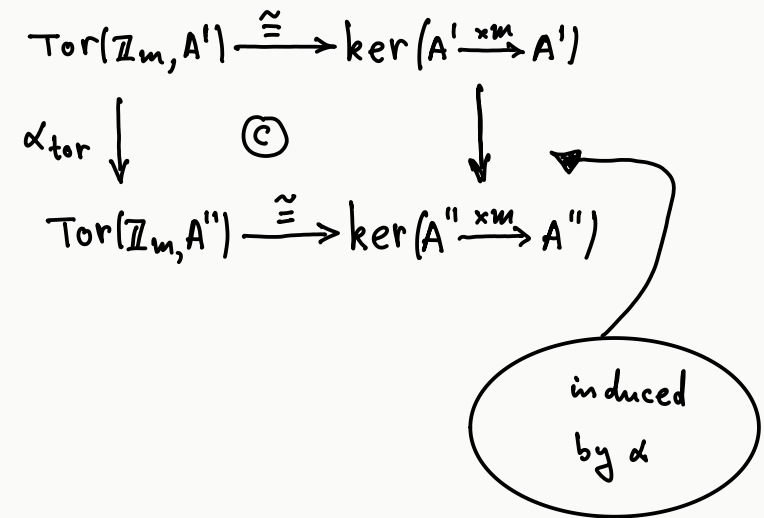 Tor(ℤm, A') ≅ → ker(A' ×m → A')
αtor ↓ © ↓
Tor(ℤm, A'') ≅ → ker(A'' ×m → A'')
induced
by α